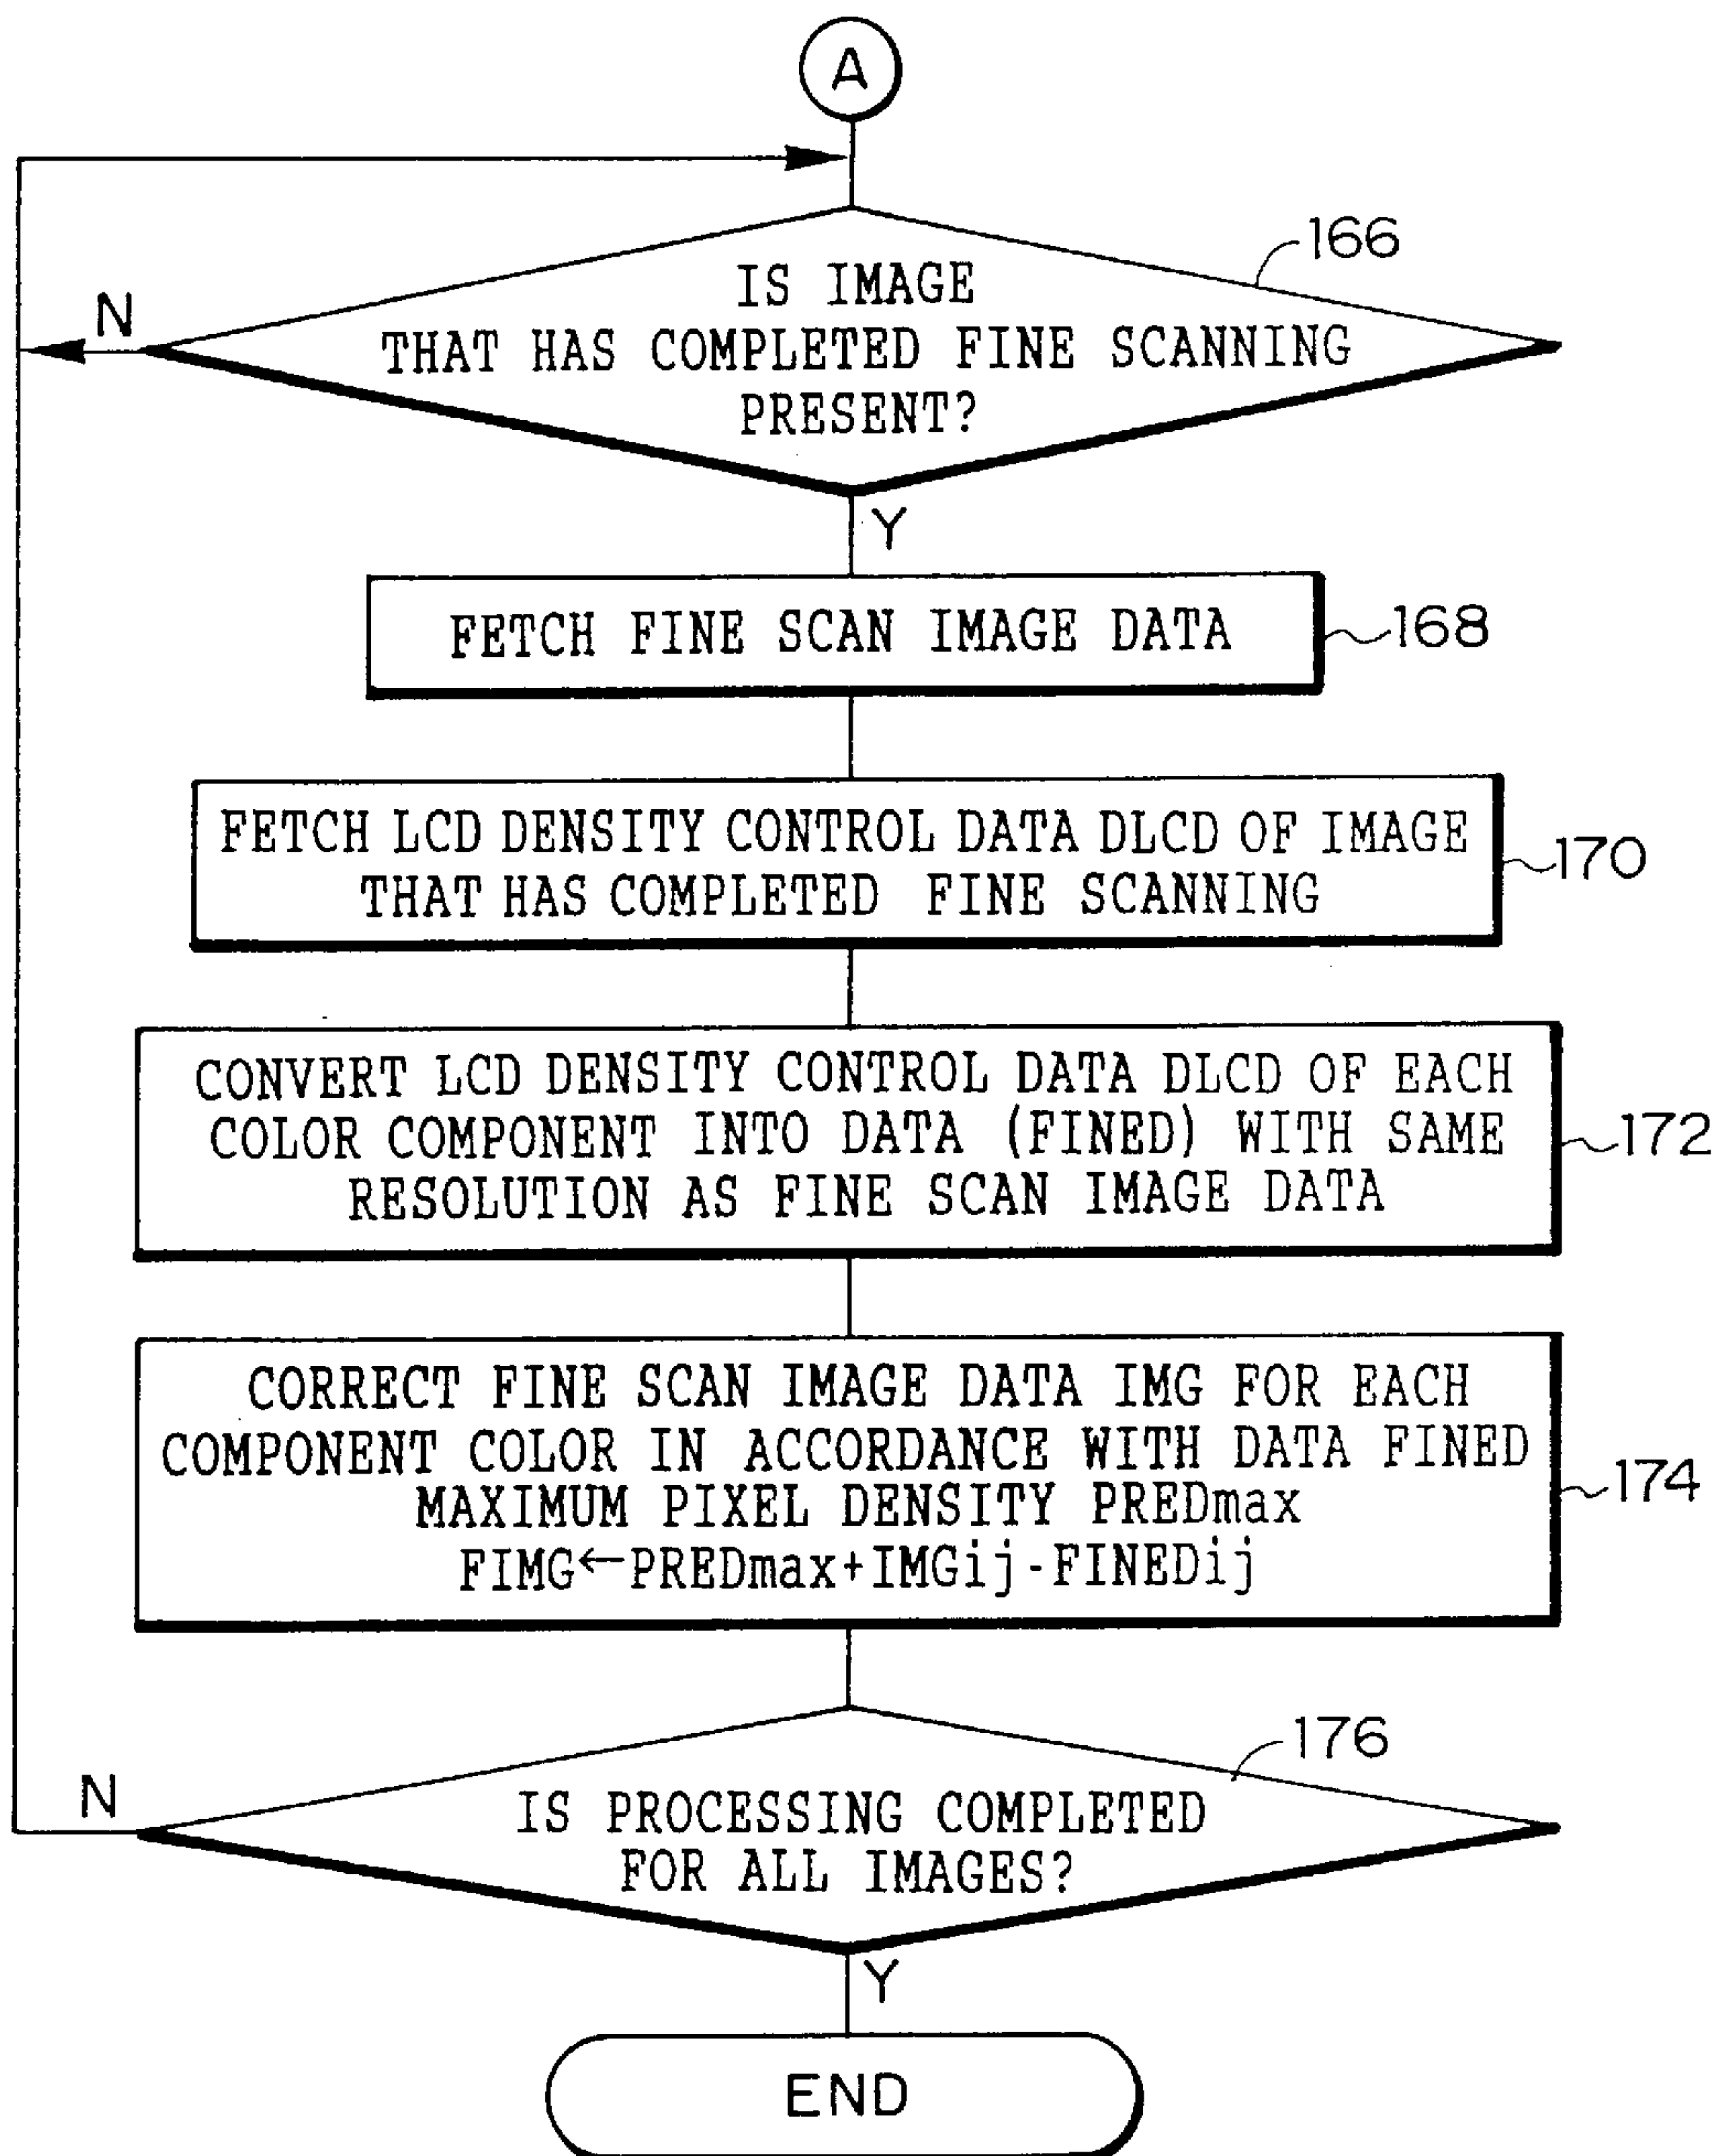 A
166
IS IMAGE
N
THAT HAS COMPLETED FINE SCANNING
PRESENT?
Y
FETCH FINE SCAN IMAGE DATA
168
FETCH LCD DENSITY CONTROL DATA DLCD OF IMAGE
THAT HAS COMPLETED FINE SCANNING
170
CONVERT LCD DENSITY CONTROL DATA DLCD OF EACH
COLOR COMPONENT INTO DATA (FINED) WITH SAME
RESOLUTION AS FINE SCAN IMAGE DATA
172
CORRECT FINE SCAN IMAGE DATA IMG FOR EACH
COMPONENT COLOR IN ACCORDANCE WITH DATA FINED
MAXIMUM PIXEL DENSITY PREDmax
FIMG←PREDmax+IMGij-FINEDij
174
176
N
IS PROCESSING COMPLETED
FOR ALL IMAGES?
Y
END